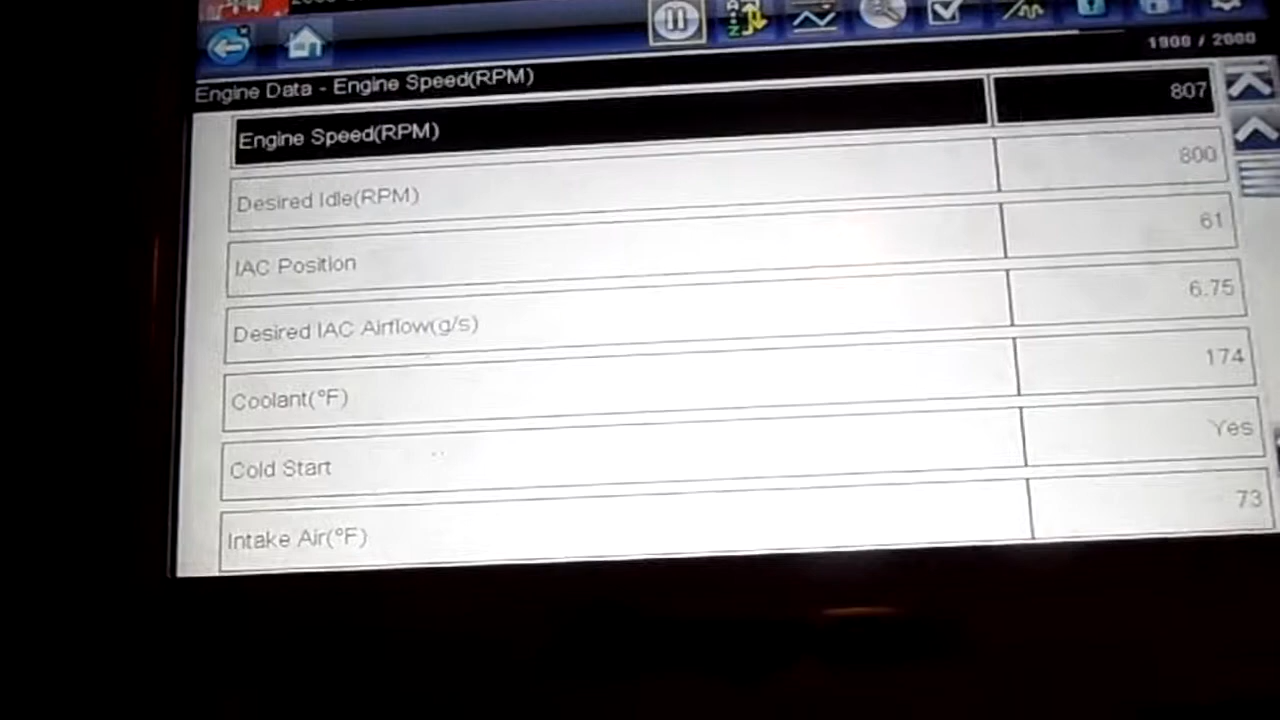 1900 / 2000
Engine Data - Engine Speed(RPM)
Engine Speed(RPM) 807
Desired Idle(RPM) 800
IAC Position 61
Desired IAC Airflow(g/s) 6.75
Coolant(°F) 174
Cold Start Yes
Intake Air(°F) 73